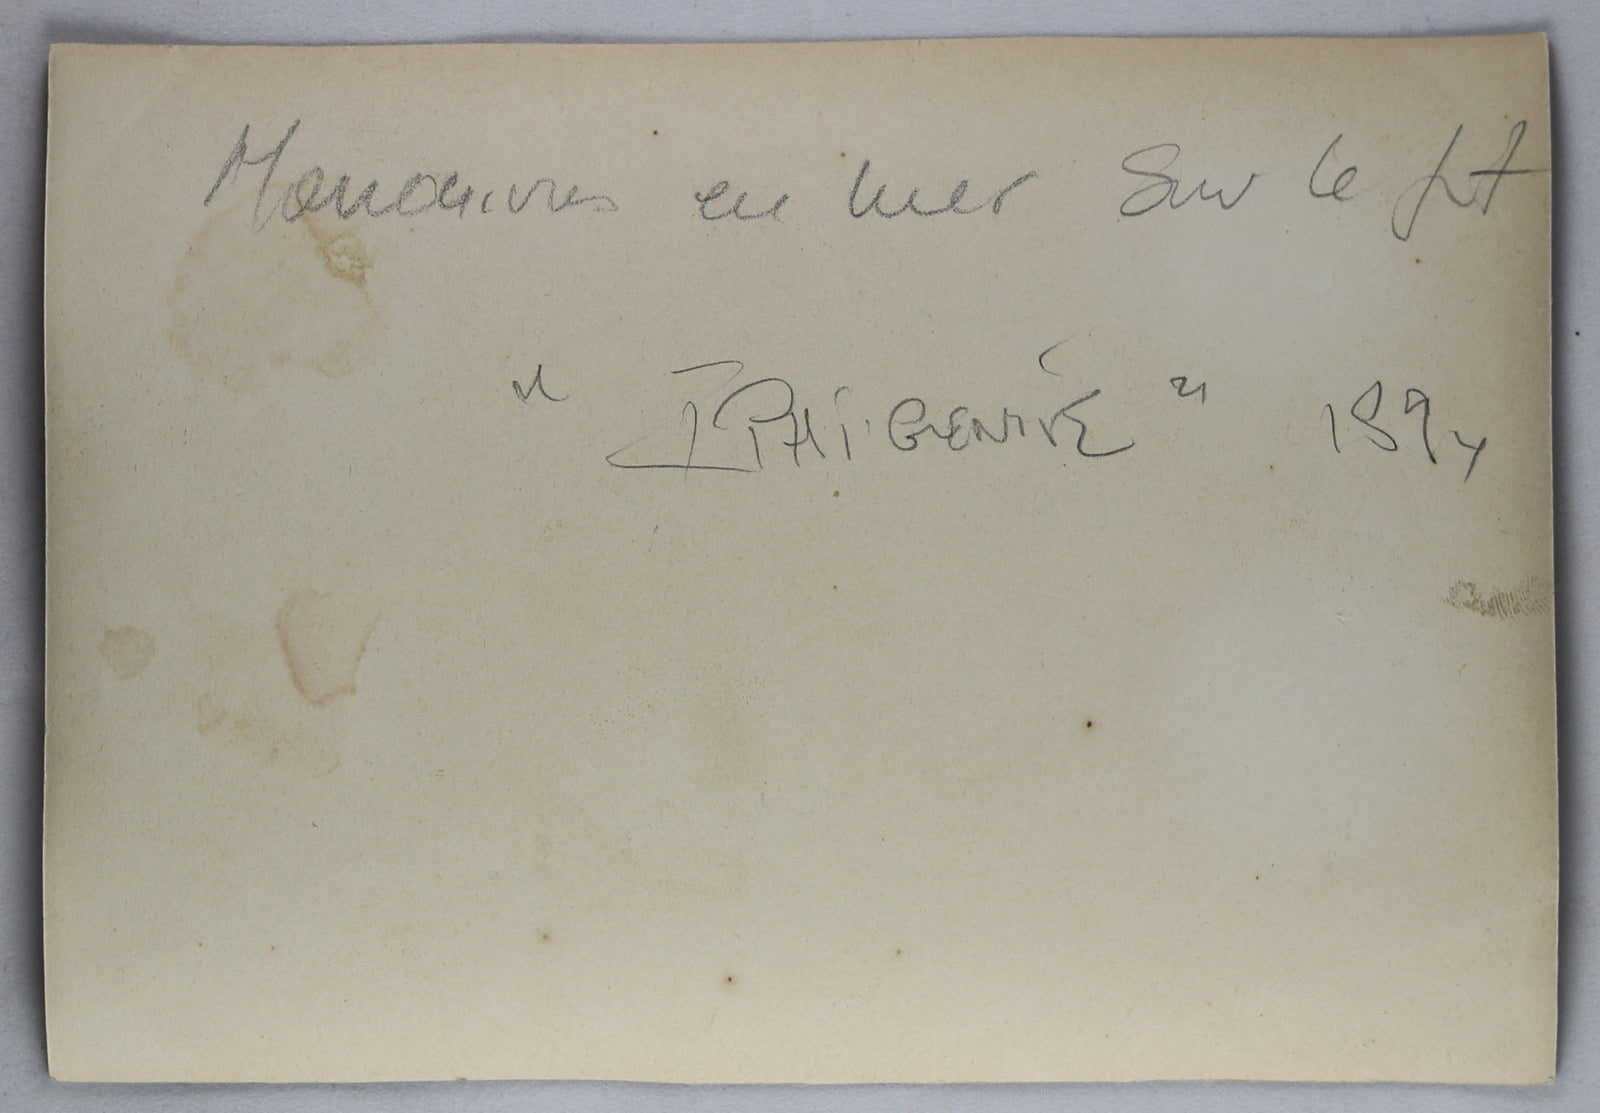 Manoeuvres en mer Sur le
"IPHIGÉNIE" 1894